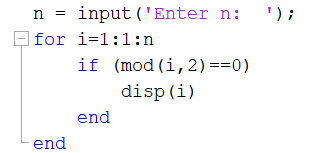 n = input('Enter n:  ');
for i=1:1:n
    if (mod(i,2)==0)
        disp(i)
    end
end